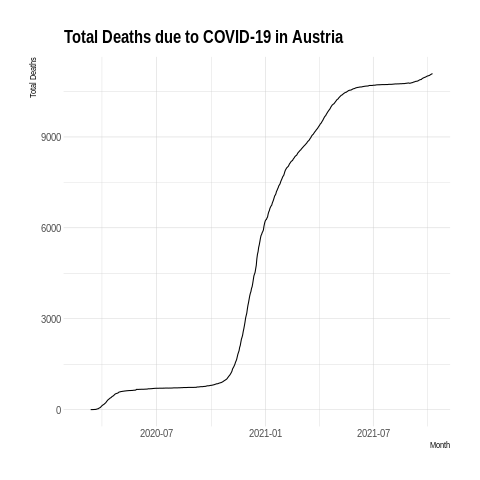 Total Deaths due to COVID-19 in Austria
Total Deaths
9000
6000
3000
0
2020-07 2021-01 2021-07
Month